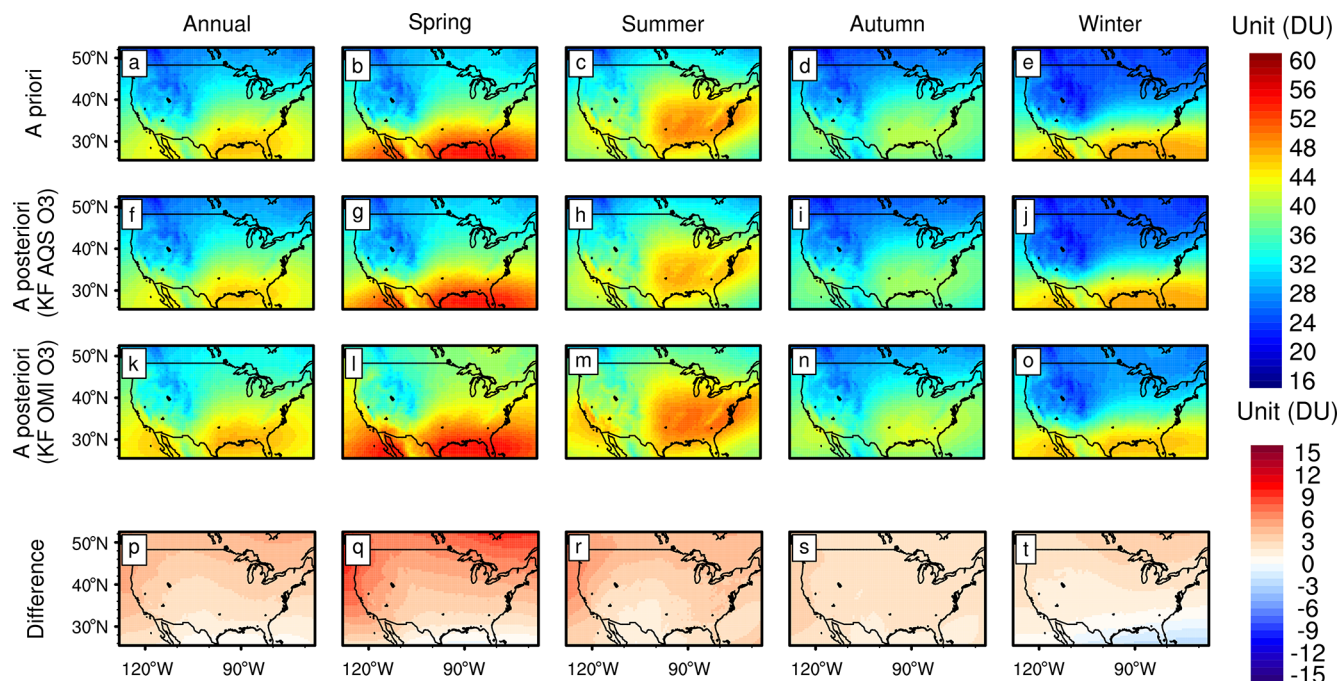 Annual Spring Summer Autumn Winter Unit (DU)
A priori
50°N
40°N
30°N
a b c d e
A posteriori
(KF AQS O3)
50°N
40°N
30°N
f g h i j
A posteriori
(KF OMI O3)
50°N
40°N
30°N
k l m n o
60
56
52
48
44
40
36
32
28
24
20
16
Unit (DU)
Difference
50°N
40°N
30°N
p q r s t
120°W 90°W 120°W 90°W 120°W 90°W 120°W 90°W 120°W 90°W
15
12
9
6
3
0
-3
-6
-9
-12
-15